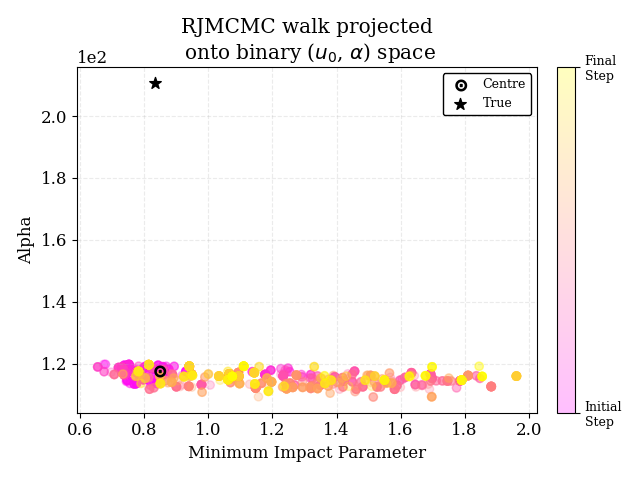 RJMCMC walk projected
onto binary (u₀, α) space
1e2
Final
Step
Centre
True
2.0
1.8
1.6
1.4
1.2
Alpha
0.6 0.8 1.0 1.2 1.4 1.6 1.8 2.0
Minimum Impact Parameter
Initial
Step